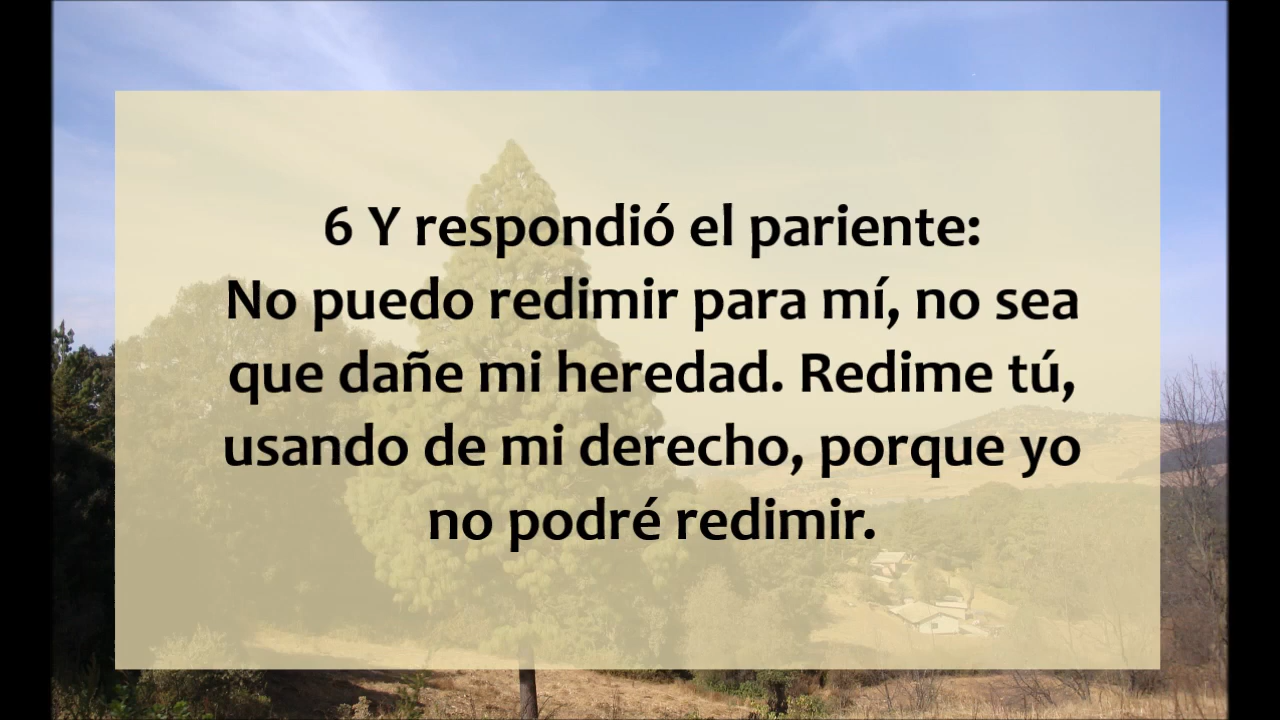 6 Y respondió el pariente:
No puedo redimir para mí, no sea
que dañe mi heredad. Redime tú,
usando de mi derecho, porque yo
no podré redimir.